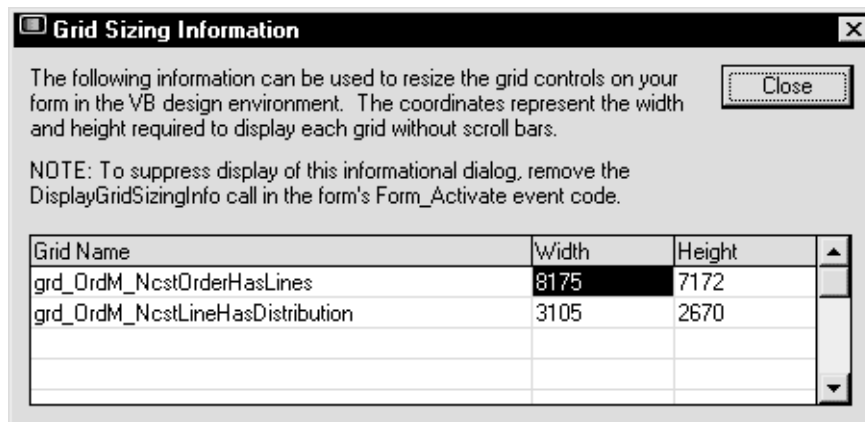 Grid Sizing Information
The following information can be used to resize the grid controls on your
form in the VB design environment. The coordinates represent the width
and height required to display each grid without scroll bars.
Close
NOTE: To suppress display of this informational dialog, remove the
DisplayGridSizingInfo call in the form's Form_Activate event code.
Grid Name Width Height
grd_OrdM_NcstOrderHasLines 8175 7172
grd_OrdM_NcstLineHasDistribution 3105 2670